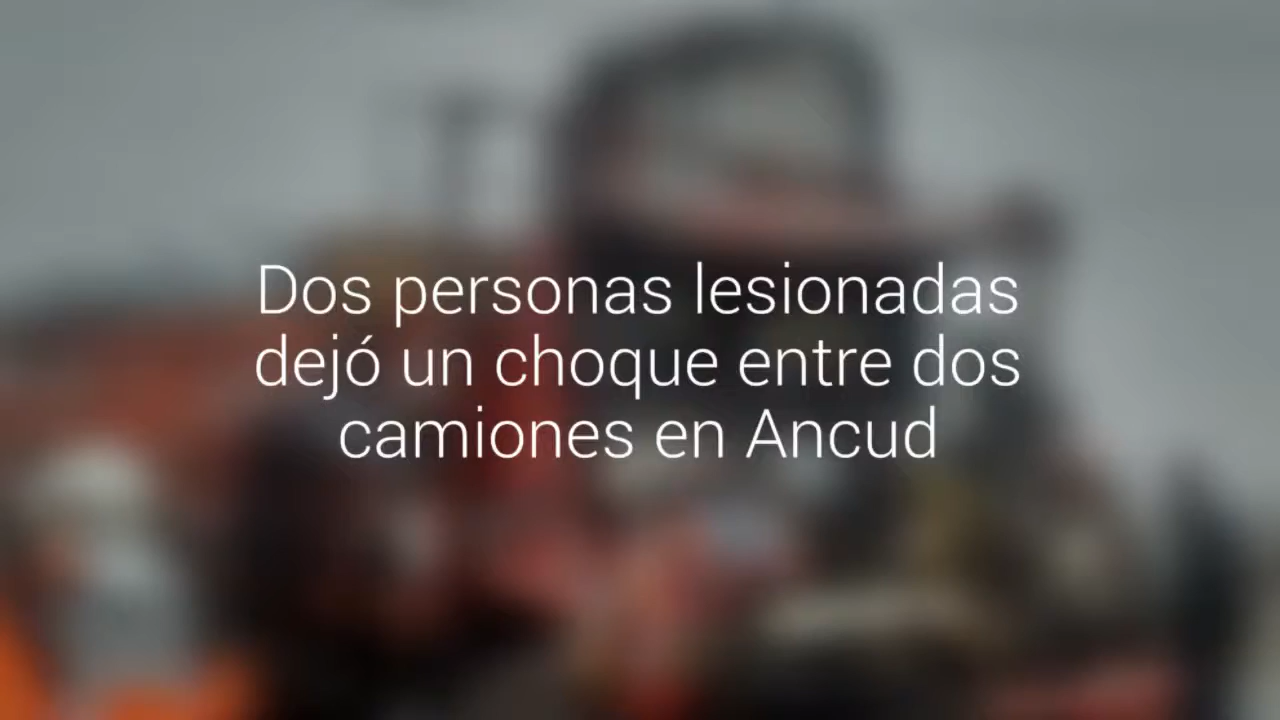 Dos personas lesionadas
dejó un choque entre dos
camiones en Ancud